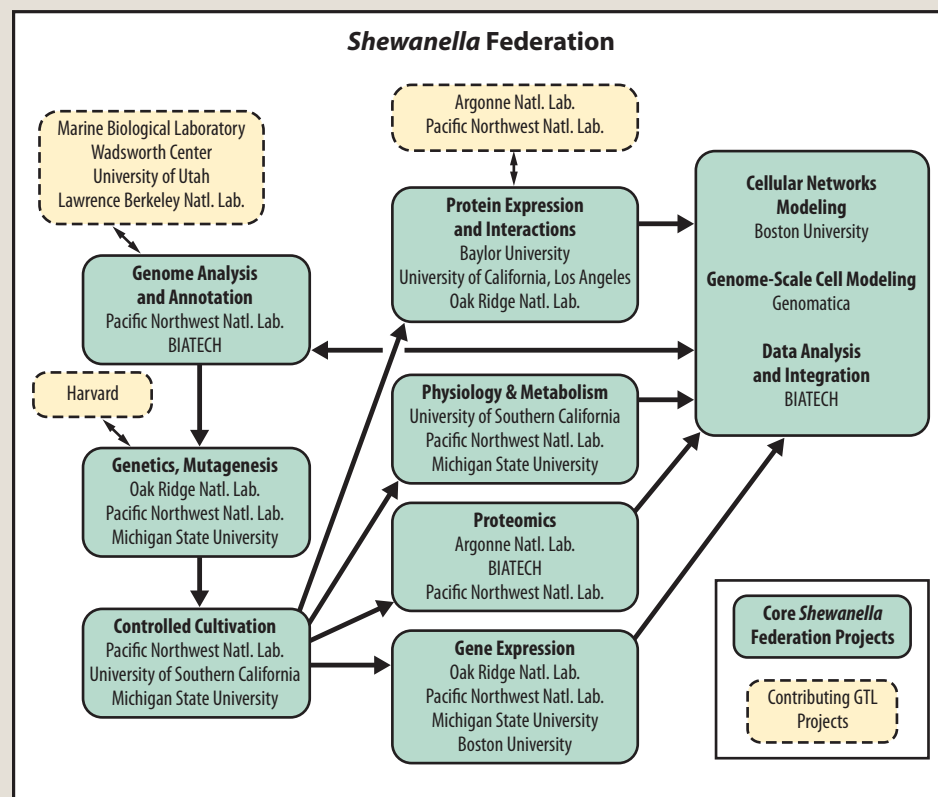 Shewanella Federation
Marine Biological Laboratory
Wadsworth Center
University of Utah
Lawrence Berkeley Natl. Lab.
Argonne Natl. Lab.
Pacific Northwest Natl. Lab.
Genome Analysis
and Annotation
Pacific Northwest Natl. Lab.
BIATECH
Harvard
Genetics, Mutagenesis
Oak Ridge Natl. Lab.
Pacific Northwest Natl. Lab.
Michigan State University
Controlled Cultivation
Pacific Northwest Natl. Lab.
University of Southern California
Michigan State University
Protein Expression
and Interactions
Baylor University
University of California, Los Angeles
Oak Ridge Natl. Lab.
Physiology & Metabolism
University of Southern California
Pacific Northwest Natl. Lab.
Michigan State University
Proteomics
Argonne Natl. Lab.
BIATECH
Pacific Northwest Natl. Lab.
Gene Expression
Oak Ridge Natl. Lab.
Pacific Northwest Natl. Lab.
Michigan State University
Boston University
Cellular Networks
Modeling
Boston University
Genome-Scale Cell Modeling
Genomatica
Data Analysis
and Integration
BIATECH
Core Shewanella
Federation Projects
Contributing GTL
Projects